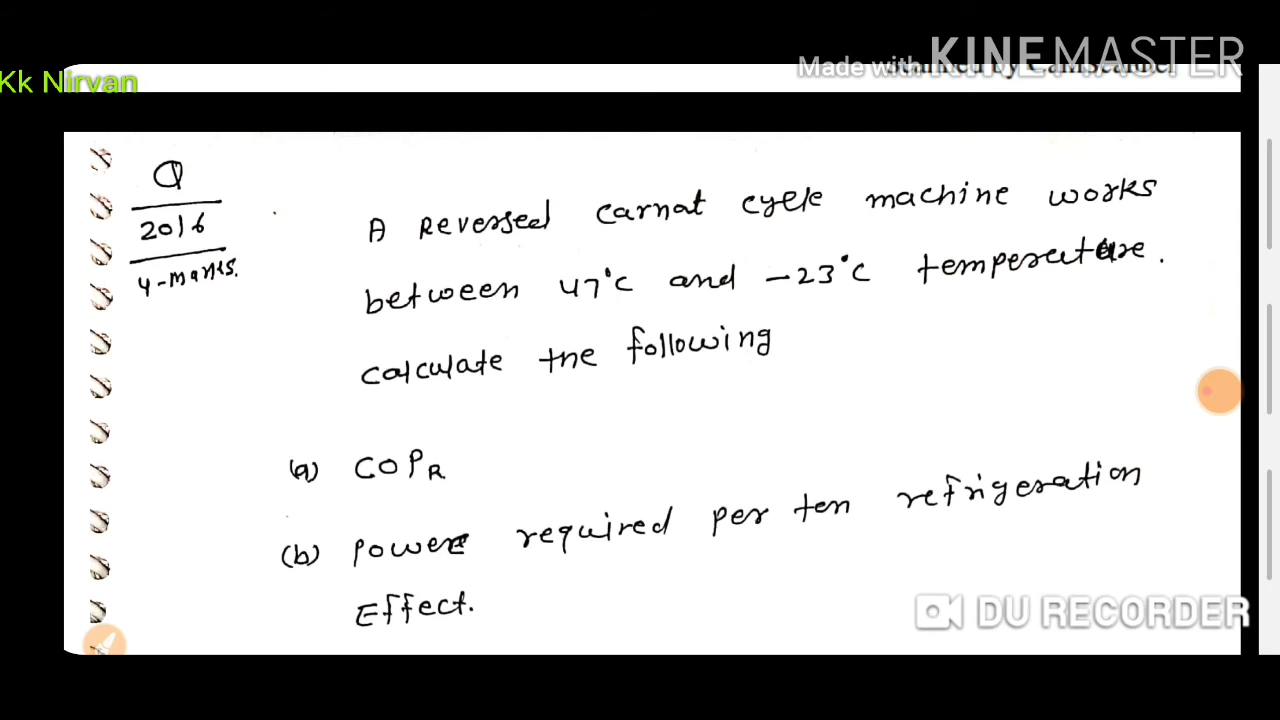 Made with KINEMASTER
Kk Nirvan
Q
2016
4-marks.
A Reversed carnat cycle machine works
between 47°C and -23°C temperature.
calculate the following
(a) COPR
(b) Power required per ten refrigeration
Effect.
DU RECORDER